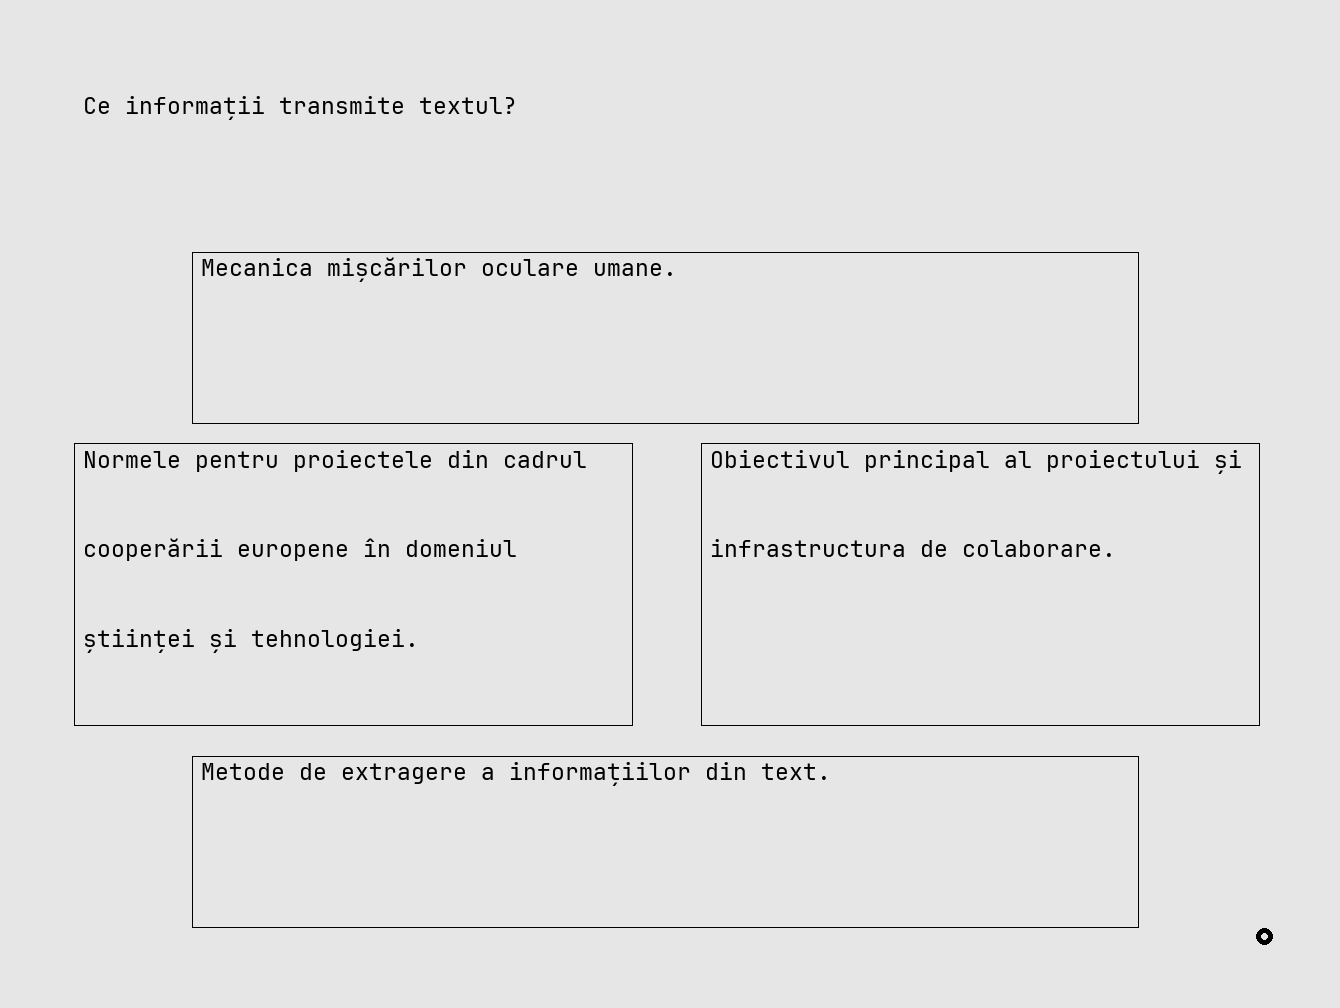 Ce informații transmite textul?
Mecanica mișcărilor oculare umane.
Normele pentru proiectele din cadrul
cooperării europene în domeniul
științei și tehnologiei.
Obiectivul principal al proiectului și
infrastructura de colaborare.
Metode de extragere a informațiilor din text.